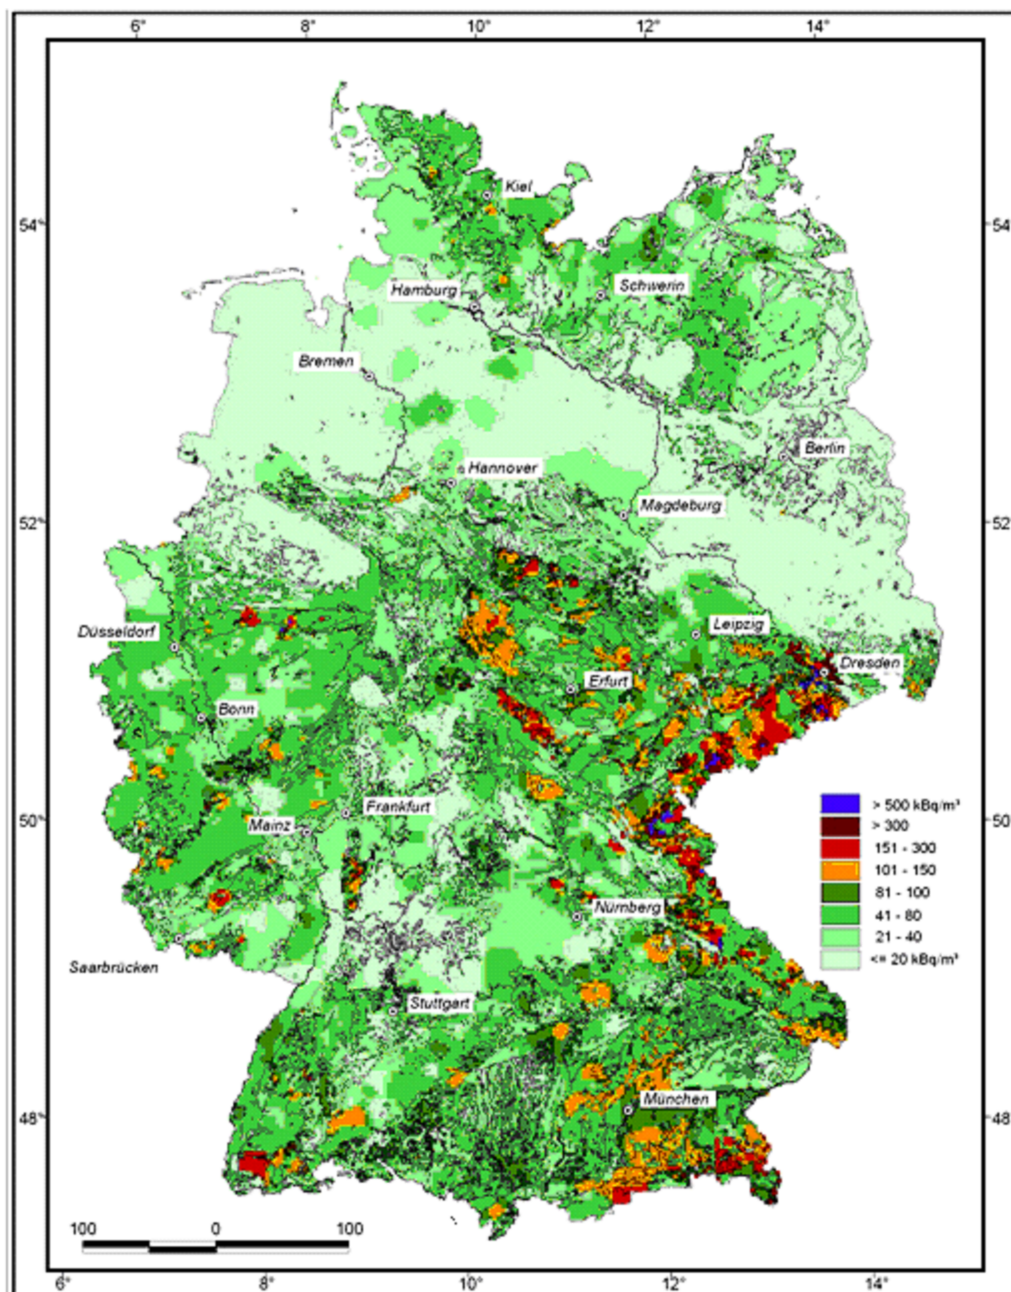 6° 8° 10° 12° 14°
Kiel
54° 54°
Hamburg
Schwerin
Bremen
Berlin
Hannover
Magdeburg
52° 52°
Düsseldorf
Leipzig
Dresden
Erfurt
Bonn
Frankfurt
Mainz
50° 50°
> 500 kBq/m³
> 300
151 - 300
101 - 150
81 - 100
41 - 80
21 - 40
<= 20 kBq/m³
Nürnberg
Saarbrücken
Stuttgart
München
48° 48°
100 0 100
6° 8° 10° 12° 14°